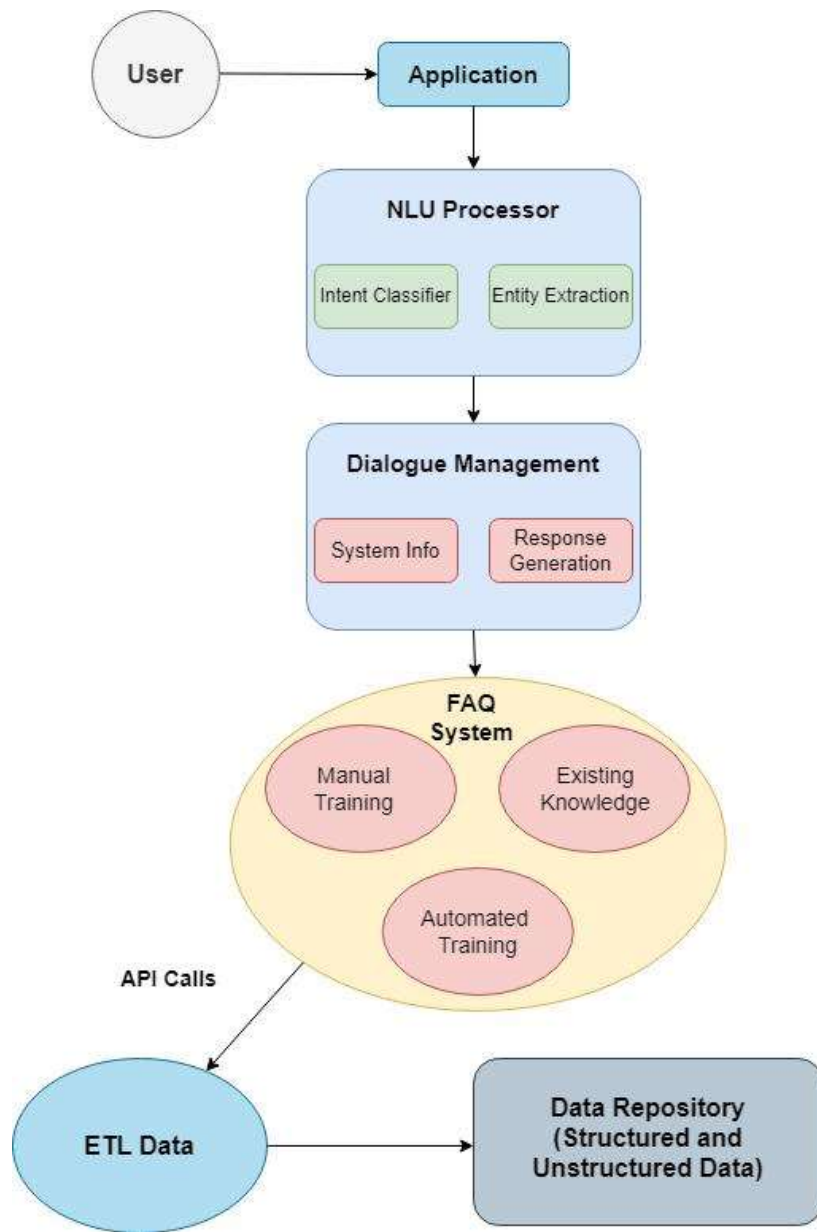 User
Application
NLU Processor
Intent Classifier
Entity Extraction
Dialogue Management
System Info
Response
Generation
FAQ
System
Manual
Training
Existing
Knowledge
Automated
Training
API Calls
ETL Data
Data Repository
(Structured and
Unstructured Data)